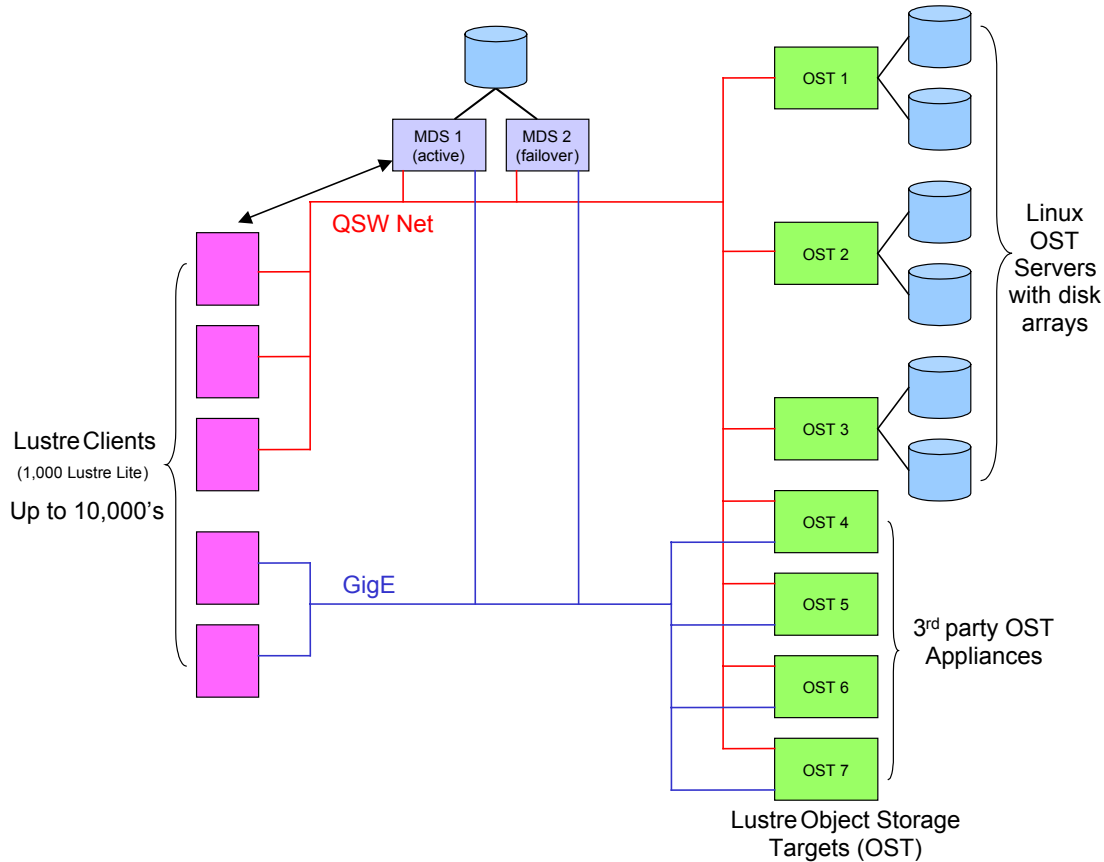 MDS 1
(active)
MDS 2
(failover)
QSW Net
GigE
Lustre Clients
(1,000 Lustre Lite)
Up to 10,000's
OST 1
OST 2
OST 3
OST 4
OST 5
OST 6
OST 7
Linux
OST
Servers
with disk
arrays
3rd party OST
Appliances
Lustre Object Storage
Targets (OST)